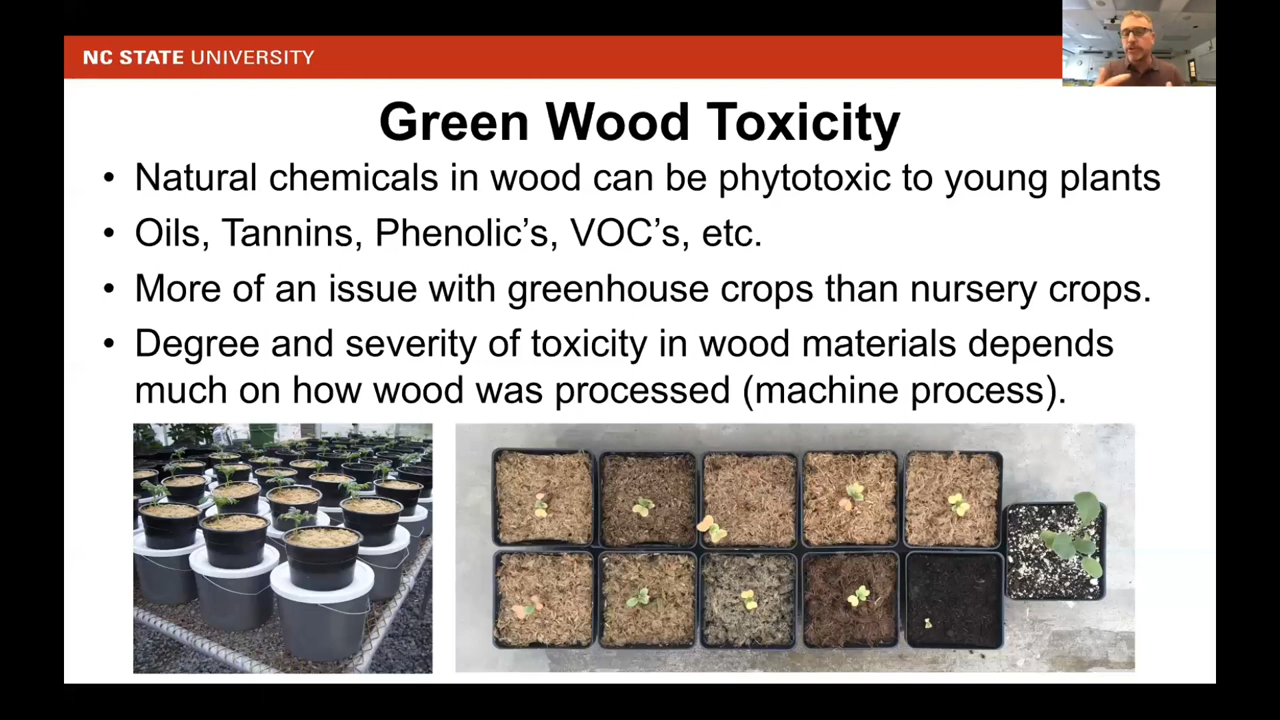 NC STATE UNIVERSITY
Green Wood Toxicity
• Natural chemicals in wood can be phytotoxic to young plants
• Oils, Tannins, Phenolic’s, VOC’s, etc.
• More of an issue with greenhouse crops than nursery crops.
• Degree and severity of toxicity in wood materials depends
much on how wood was processed (machine process).